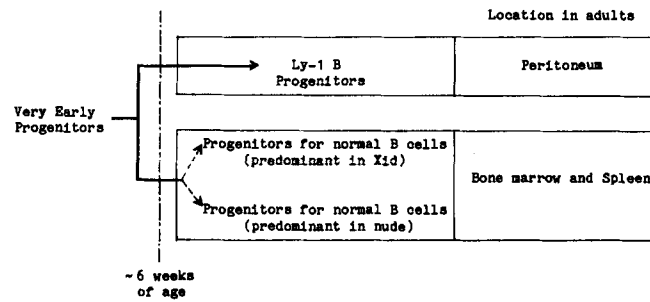 Location in adults
Ly-1 B
Progenitors
Peritoneum
Very Early
Progenitors
Progenitors for normal B cells
(predominant in Xid)
Bone marrow and Spleen
Progenitors for normal B cells
(predominant in nude)
~6 weeks
of age